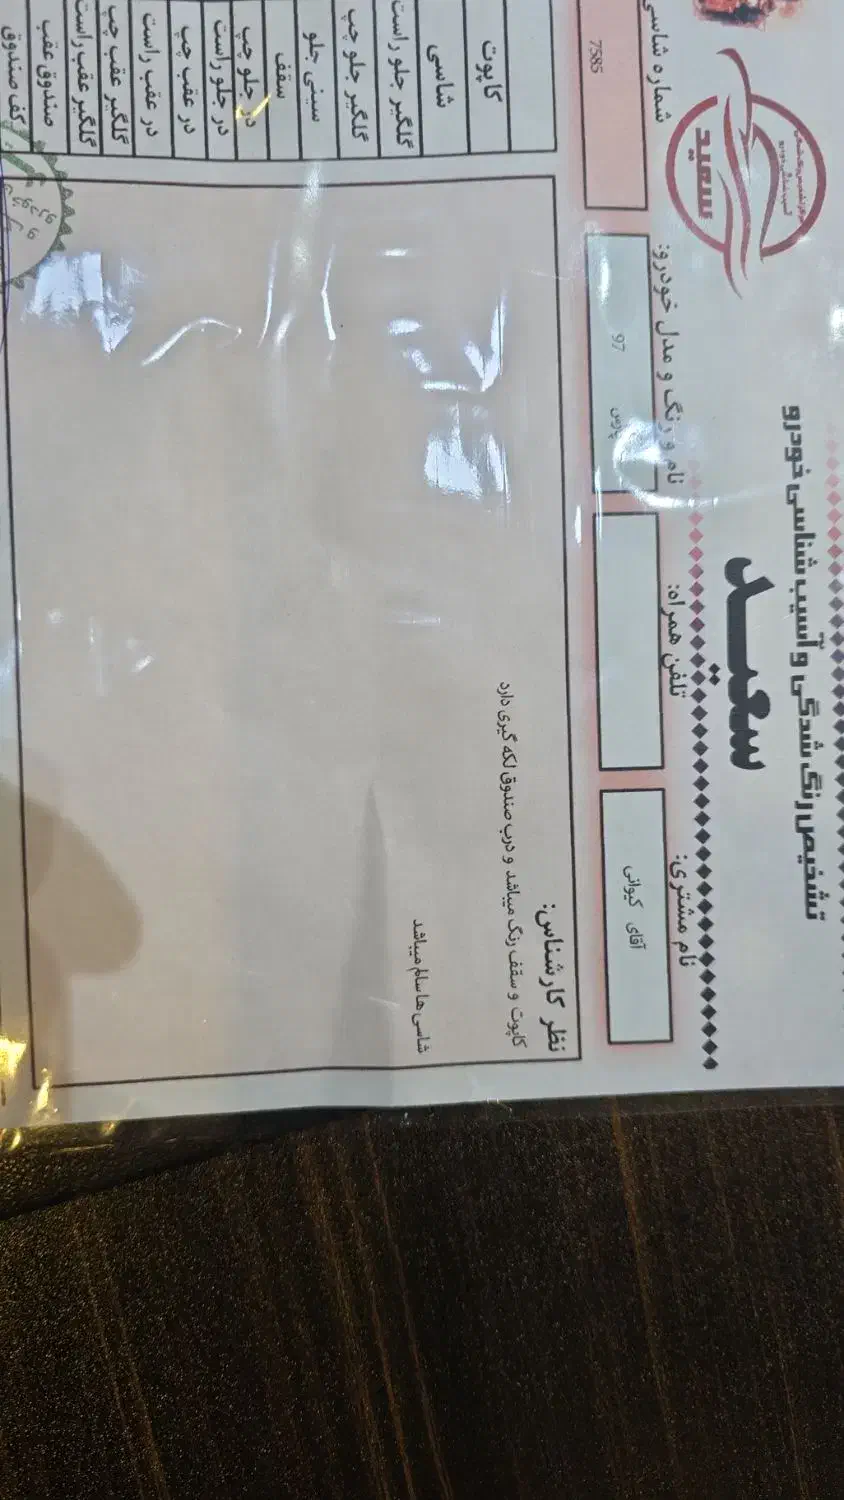 تشخیص رنگ شدگی و آسیب شناسی خودرو
سعید
سعید
نام مشتری:
آقای کیوانی
تلفن همراه:
نام و رنگ و مدل خودرو:
پارس 97
شماره شاسی
7585
نظر کارشناس:
کاپوت و سقف رنگ میباشد و درب صندوق لکه گیری دارد
شاسی ها سالم میباشد
کاپوت
شاسی
گلگیر جلو راست
گلگیر جلو چپ
سینی جلو
سقف
در جلو چپ
در جلو راست
در عقب چپ
در عقب راست
گلگیر عقب چپ
گلگیر عقب راست
صندوق عقب
کف صندوق